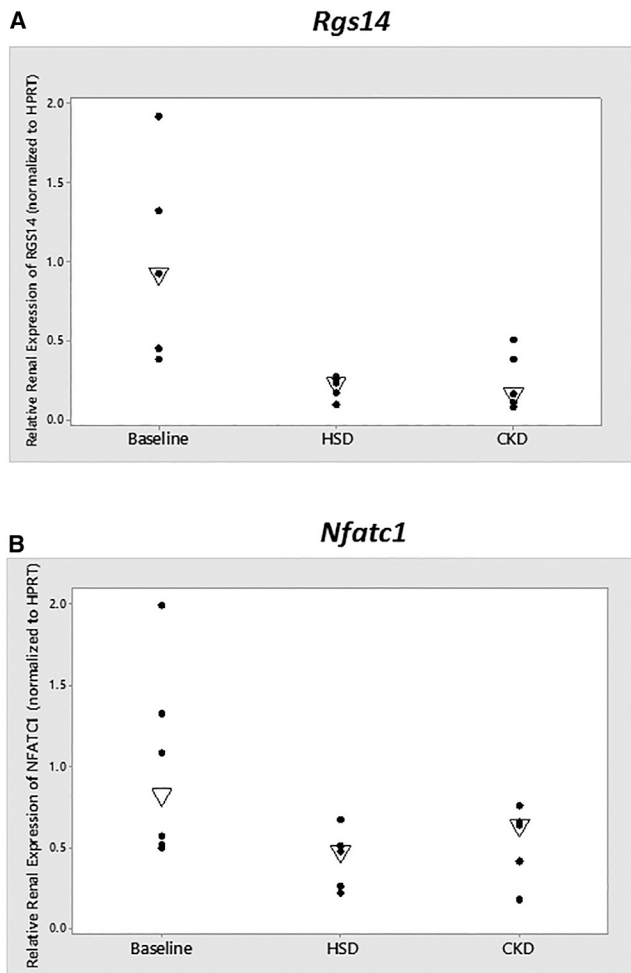 A
Rgs14
Relative Renal Expression of RGS14 (normalized to HPRT)
2.0
1.5
1.0
0.5
0.0
Baseline HSD CKD
B
Nfatc1
Relative Renal Expression of NFATC1 (normalized to HPRT)
2.0
1.5
1.0
0.5
0.0
Baseline HSD CKD